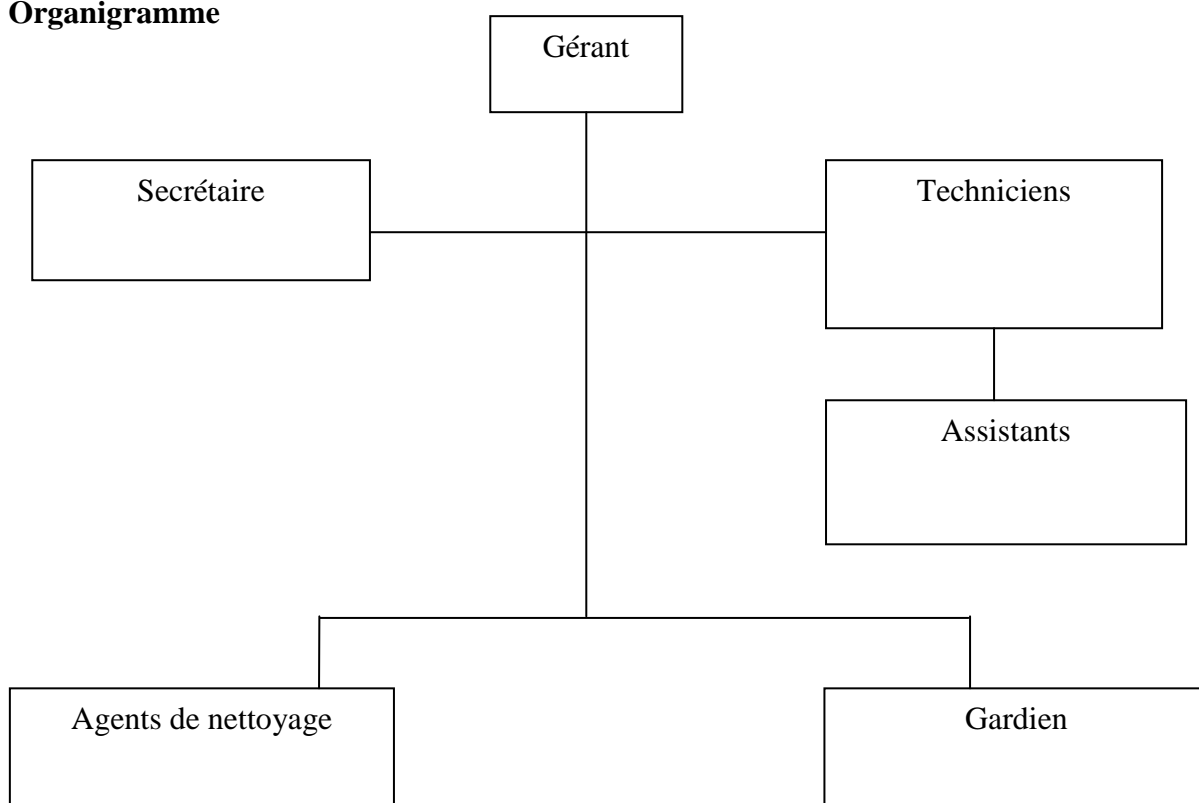 Organigramme
Gérant
Secrétaire
Techniciens
Assistants
Agents de nettoyage
Gardien